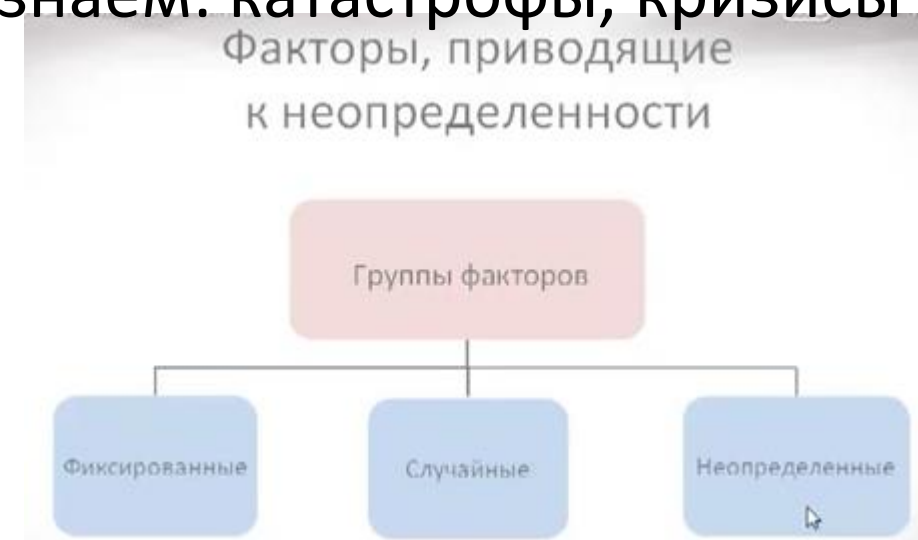 знаем: катастрофы, кризисы
Факторы, приводящие
к неопределенности
Группы факторов
Фиксированные
Случайные
Неопределенные